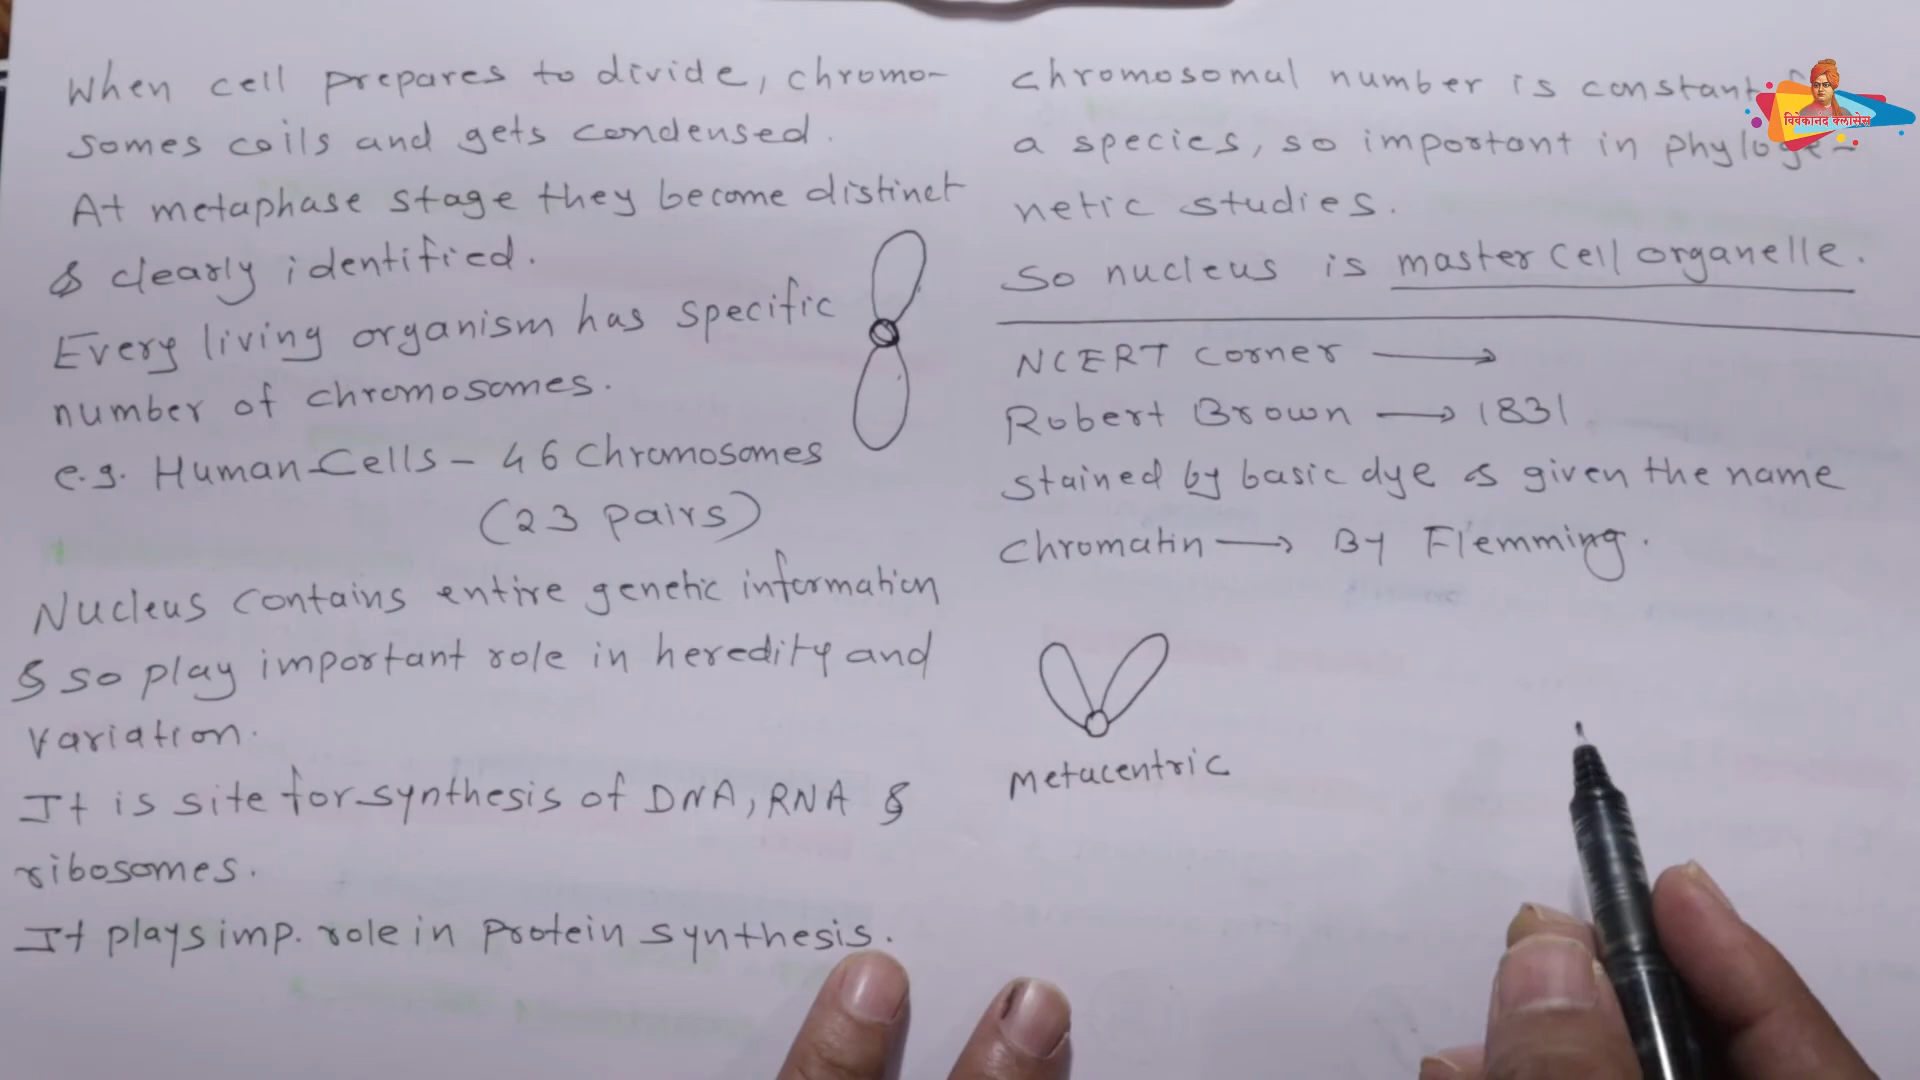 When cell prepares to divide, chromo-
somes coils and gets condensed.
At metaphase stage they become distinct
& clearly identified.
Every living organism has specific
number of chromosomes.
e.g. Human Cells - 46 Chromosomes
(23 pairs)
Nucleus contains entire genetic information
& so play important role in heredity and
variation.
It is site for synthesis of DNA, RNA &
ribosomes.
It plays imp. role in protein synthesis.
chromosomal number is constant
a species, so important in phyloge-
netic studies.
So nucleus is master cell organelle.
NCERT Corner →
Robert Brown → 1831
stained by basic dye & given the name
chromatin → By Flemming.
Metacentric
विवेकानंद क्लासेस